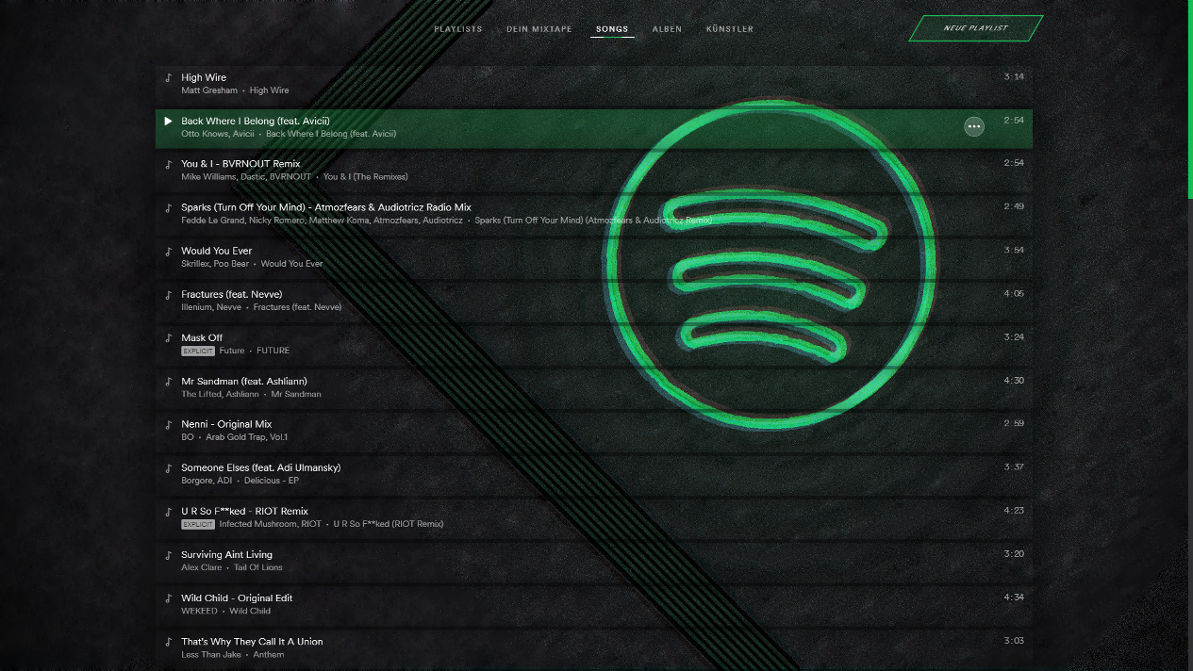 PLAYLISTS DEIN MIXTAPE SONGS ALBEN KÜNSTLER NEUE PLAYLIST
High Wire 3:14
Matt Gresham • High Wire
Back Where I Belong (feat. Avicii) 2:54
Otto Knows, Avicii • Back Where I Belong (feat. Avicii)
You & I - BVRNOUT Remix 2:54
Mike Williams, Dastic, BVRNOUT • You & I (The Remixes)
Sparks (Turn Off Your Mind) - Atmozfears & Audiotricz Radio Mix 2:49
Fedde Le Grand, Nicky Romero, Matthew Koma, Atmozfears, Audiotricz • Sparks (Turn Off Your Mind) (Atmozfears & Audiotricz Remix)
Would You Ever 3:54
Skrillex, Poo Bear • Would You Ever
Fractures (feat. Nevve) 4:05
Illenium, Nevve • Fractures (feat. Nevve)
Mask Off 3:24
EXPLICIT Future • FUTURE
Mr Sandman (feat. Ashliann) 4:30
The Lifted, Ashliann • Mr Sandman
Nenni - Original Mix 2:59
BO • Arab Gold Trap, Vol.1
Someone Elses (feat. Adi Ulmansky) 3:37
Borgore, ADI • Delicious - EP
U R So F**ked - RIOT Remix 4:23
EXPLICIT Infected Mushroom, RIOT • U R So F**ked (RIOT Remix)
Surviving Aint Living 3:20
Alex Clare • Tail Of Lions
Wild Child - Original Edit 4:34
WEKEED • Wild Child
That's Why They Call It A Union 3:03
Less Than Jake • Anthem